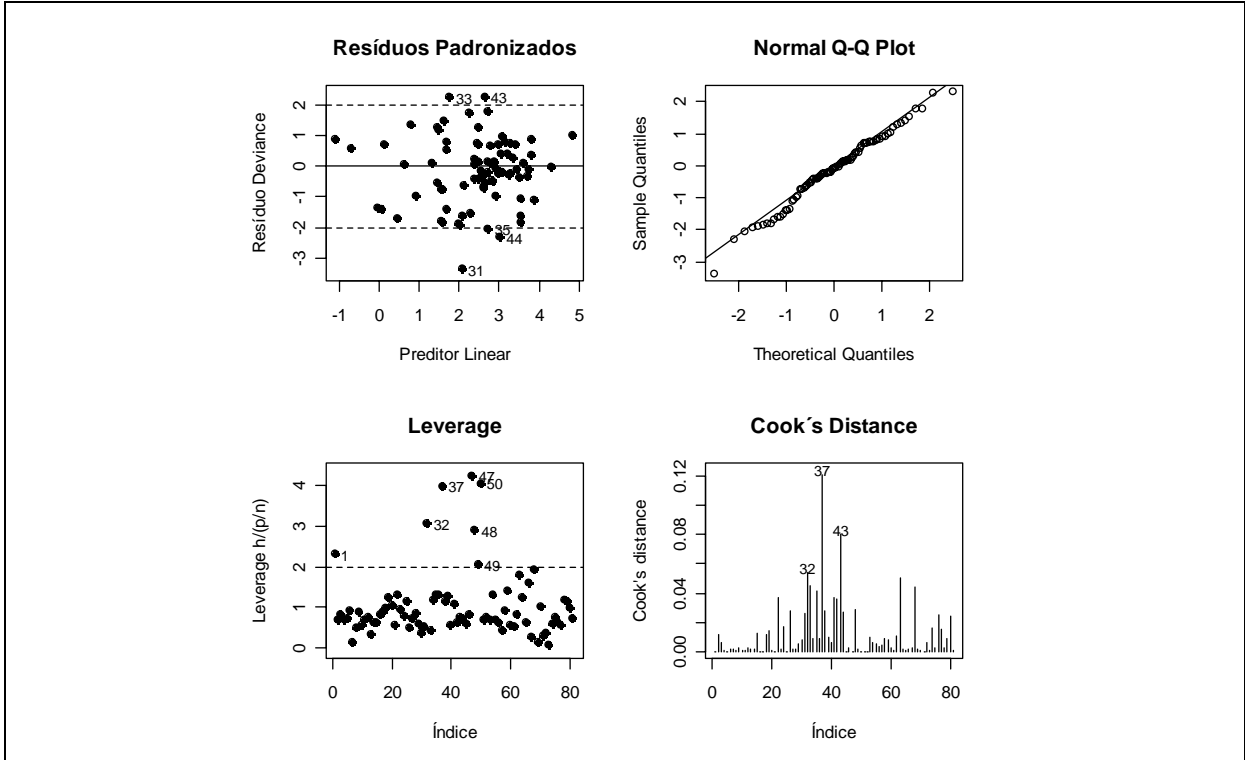 Resíduos Padronizados
Resíduo Deviance
2
1
0
-1
-2
-3
33
43
35
44
31
-1 0 1 2 3 4 5
Preditor Linear
Normal Q-Q Plot
Sample Quantiles
2
1
0
-1
-2
-3
-2 -1 0 1 2
Theoretical Quantiles
Leverage
Leverage h/(p/n)
4
3
2
1
0
47
50
37
32
48
1
49
0 20 40 60 80
Índice
Cook´s Distance
Cook's distance
0.12
0.08
0.04
0.00
37
43
32
0 20 40 60 80
Índice